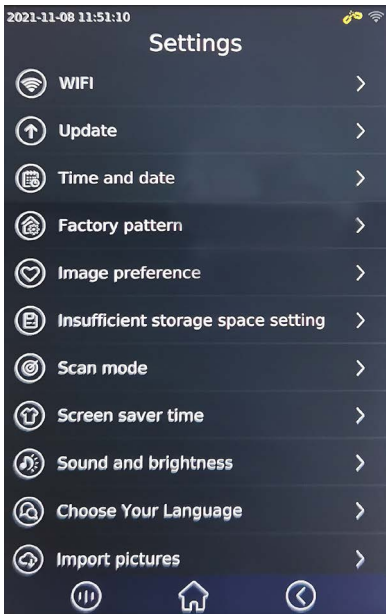 2021-11-08 11:51:10
Settings
WIFI
Update
Time and date
Factory pattern
Image preference
Insufficient storage space setting
Scan mode
Screen saver time
Sound and brightness
Choose Your Language
Import pictures